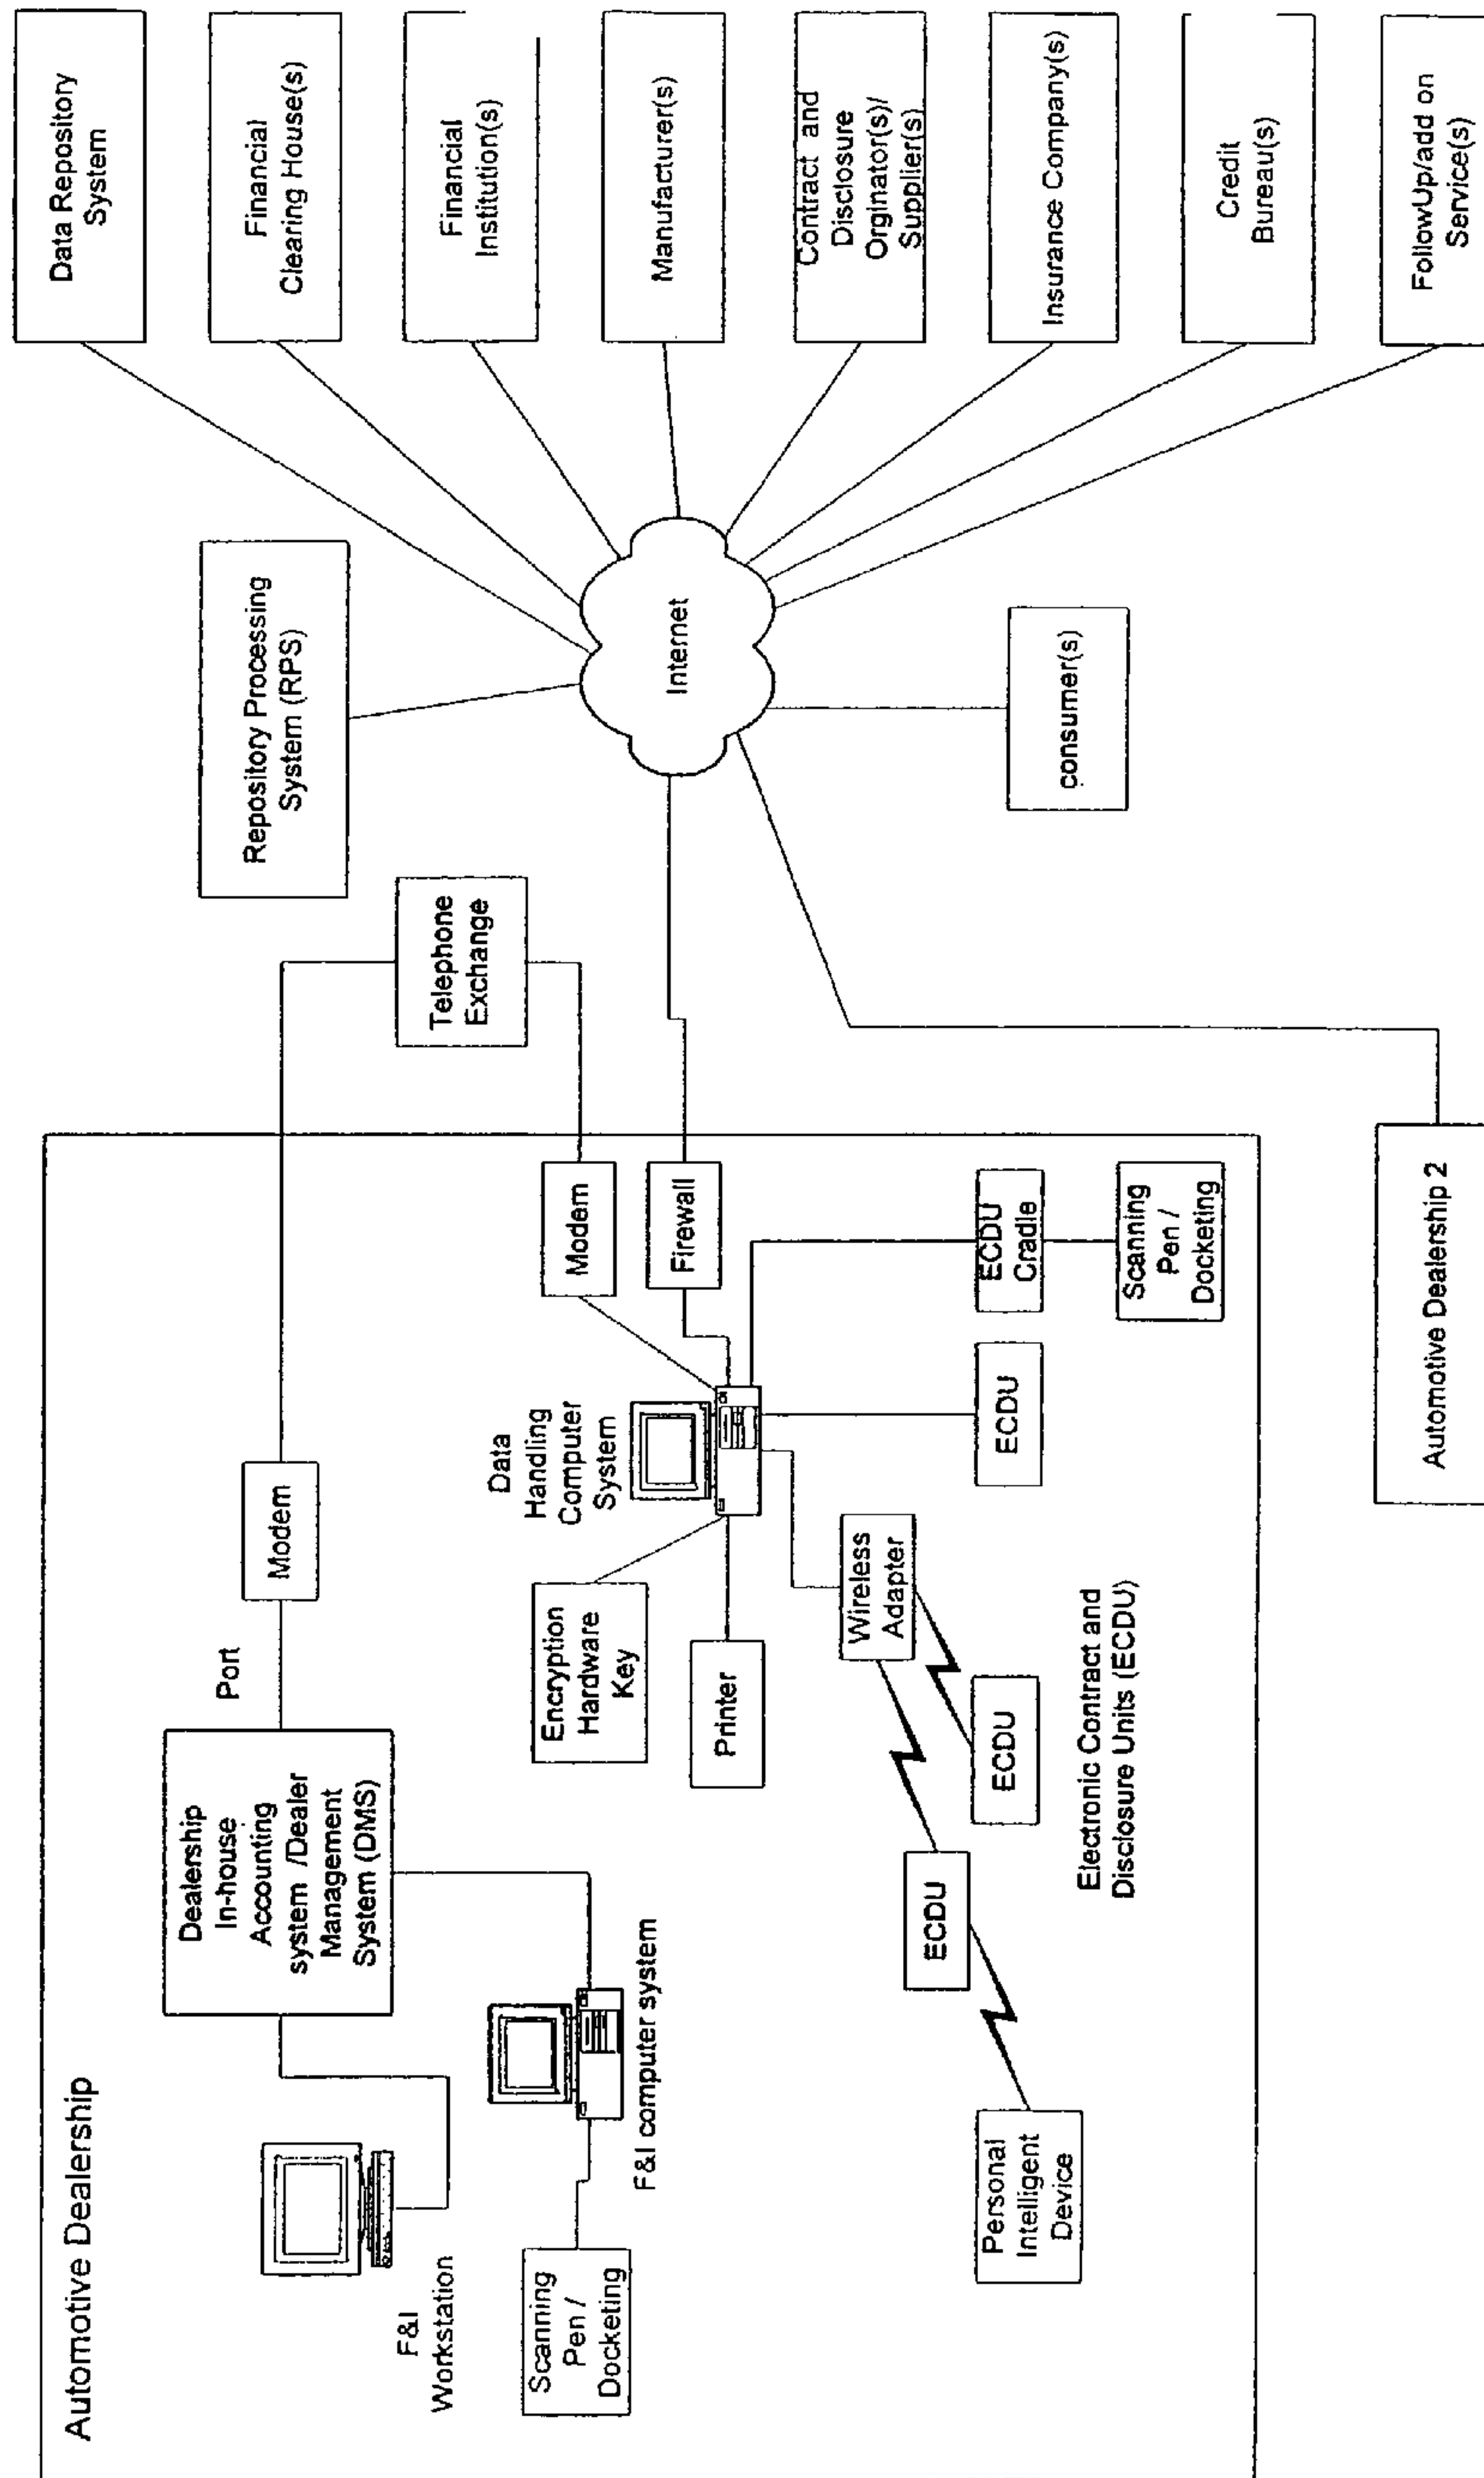 Automotive Dealership
F&I
Workstation
Scanning
Pen /
Docketing
F&I computer system
Dealership
In-house
Accounting
system /Dealer
Management
System (DMS)
Port
Modem
Personal
Intelligent
Device
ECDU
ECDU
Electronic Contract and
Disclosure Units (ECDU)
Wireless
Adapter
Printer
Encryption
Hardware
Key
Data
Handling
Computer
System
ECDU
ECDU
Cradle
Scanning
Pen /
Docketing
Modem
Firewall
Telephone
Exchange
Automotive Dealership 2
Repository Processing
System (RPS)
Internet
consumer(s)
Data Repository
System
Financial
Clearing House(s)
Financial
Institution(s)
Manufacturer(s)
Contract and
Disclosure
Orginator(s)/
Supplier(s)
Insurance Company(s)
Credit
Bureau(s)
FollowUp/add on
Service(s)